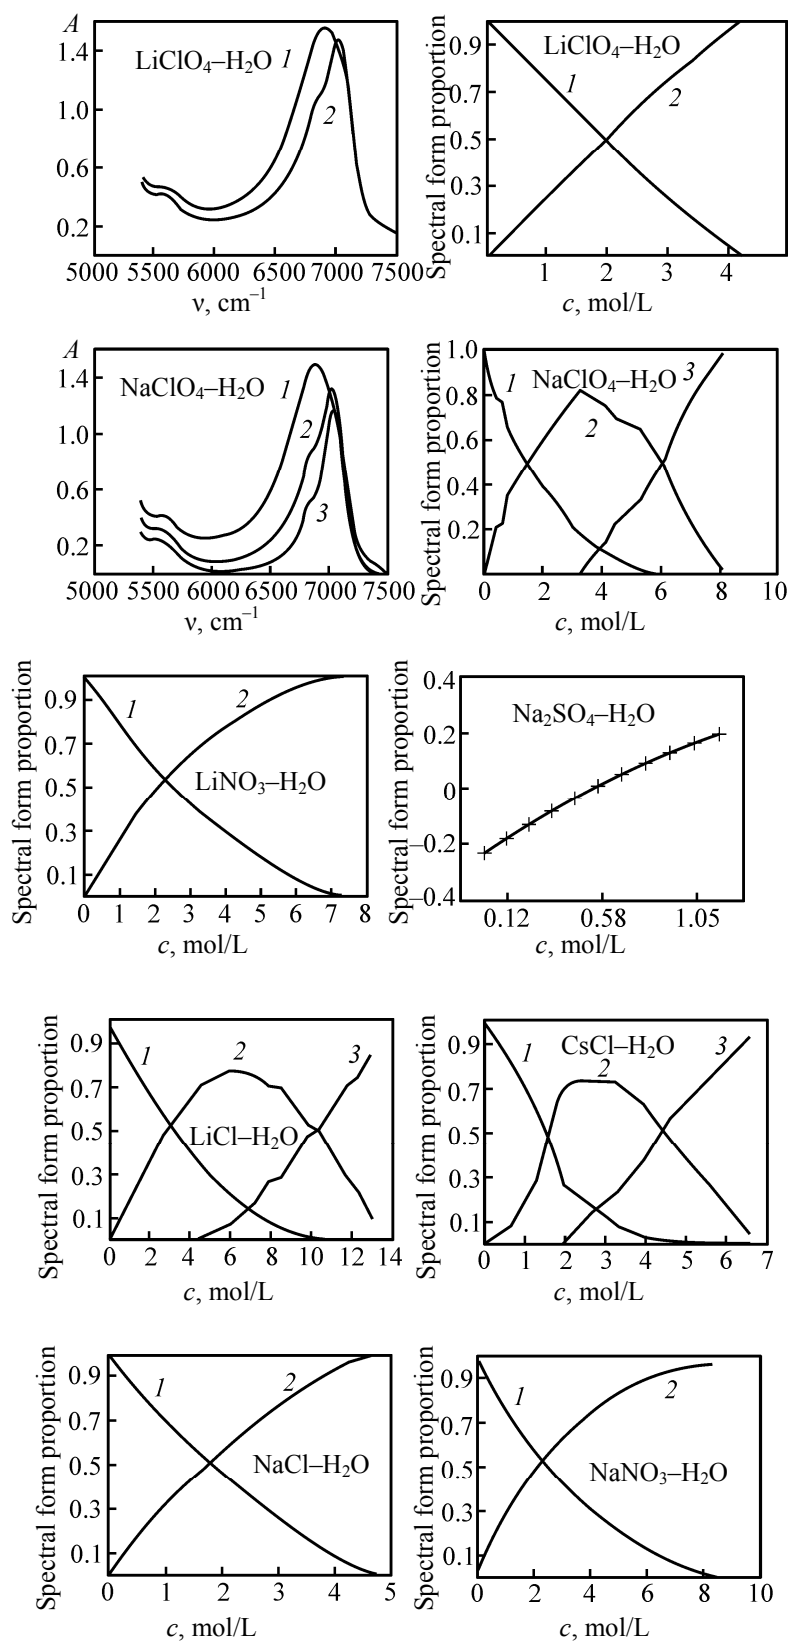 A
1.4
1.0
0.6
0.2
LiClO₄–H₂O
1
2
5000 5500 6000 6500 7000 7500
ν, cm⁻¹
Spectral form proportion
0.9
0.7
0.5
0.3
0.1
LiClO₄–H₂O
1
2
1 2 3 4
c, mol/L
A
1.4
1.0
0.6
0.2
NaClO₄–H₂O
1
2
3
5000 5500 6000 6500 7000 7500
ν, cm⁻¹
Spectral form proportion
1.0
0.8
0.6
0.4
0.2
1
NaClO₄–H₂O
3
2
0 2 4 6 8 10
c, mol/L
Spectral form proportion
0.9
0.7
0.5
0.3
0.1
1
2
LiNO₃–H₂O
0 1 2 3 4 5 6 7 8
c, mol/L
Spectral form proportion
0.4
0.2
0
–0.2
–0.4
Na₂SO₄–H₂O
0.12 0.58 1.05
c, mol/L
Spectral form proportion
0.9
0.7
0.5
0.3
0.1
1
2
3
LiCl–H₂O
0 2 4 6 8 10 12 14
c, mol/L
Spectral form proportion
0.9
0.7
0.5
0.3
0.1
1
CsCl–H₂O
3
2
0 1 2 3 4 5 6 7
c, mol/L
Spectral form proportion
0.9
0.7
0.5
0.3
0.1
1
2
NaCl–H₂O
0 1 2 3 4 5
c, mol/L
Spectral form proportion
0.9
0.7
0.5
0.3
0.1
1
2
NaNO₃–H₂O
0 2 4 6 8 10
c, mol/L